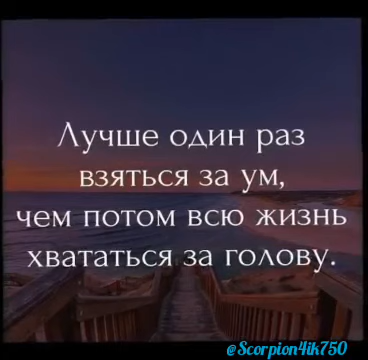 Лучше один раз
взяться за ум,
чем потом всю жизнь
хвататься за голову.
@Scorpion4ik750